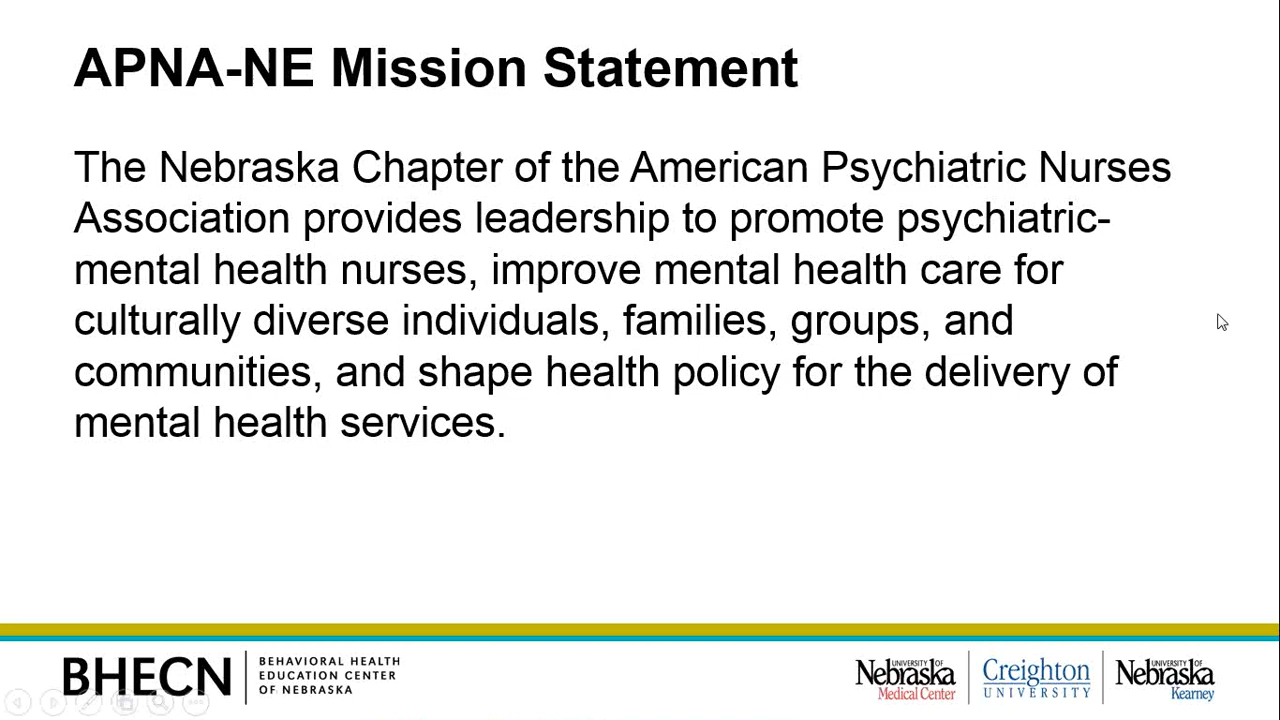 APNA-NE Mission Statement
The Nebraska Chapter of the American Psychiatric Nurses
Association provides leadership to promote psychiatric-
mental health nurses, improve mental health care for
culturally diverse individuals, families, groups, and
communities, and shape health policy for the delivery of
mental health services.
BHECN
BEHAVIORAL HEALTH
EDUCATION CENTER
OF NEBRASKA
UNIVERSITY OF
Nebraska
Medical Center
Creighton
UNIVERSITY
UNIVERSITY OF
Nebraska
Kearney